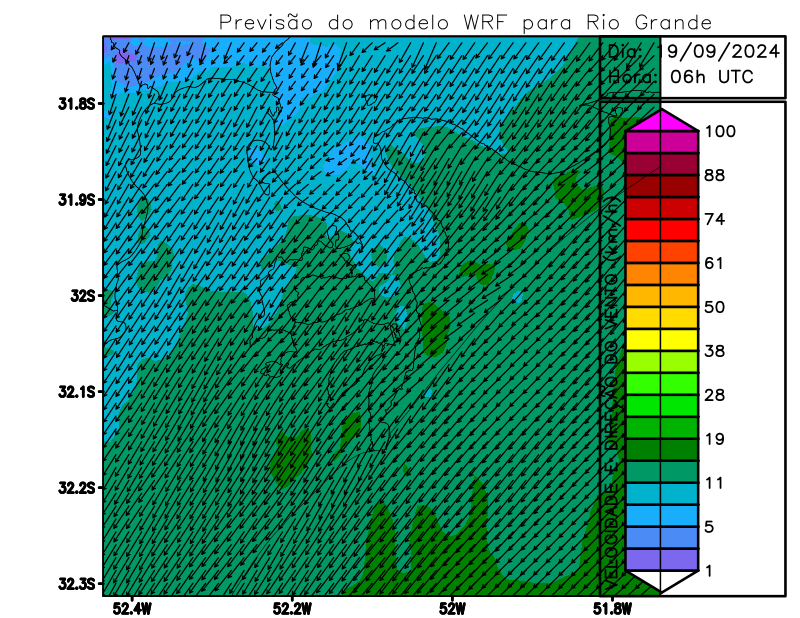 Previsão do modelo WRF para Rio Grande
Dia: 19/09/2024
Hora: 06h UTC
31.8S
31.9S
32S
32.1S
32.2S
32.3S
52.4W
52.2W
52W
51.8W
VELOCIDADE E DIREÇÃO DO VENTO (km/h)
100
88
74
61
50
38
28
19
11
5
1